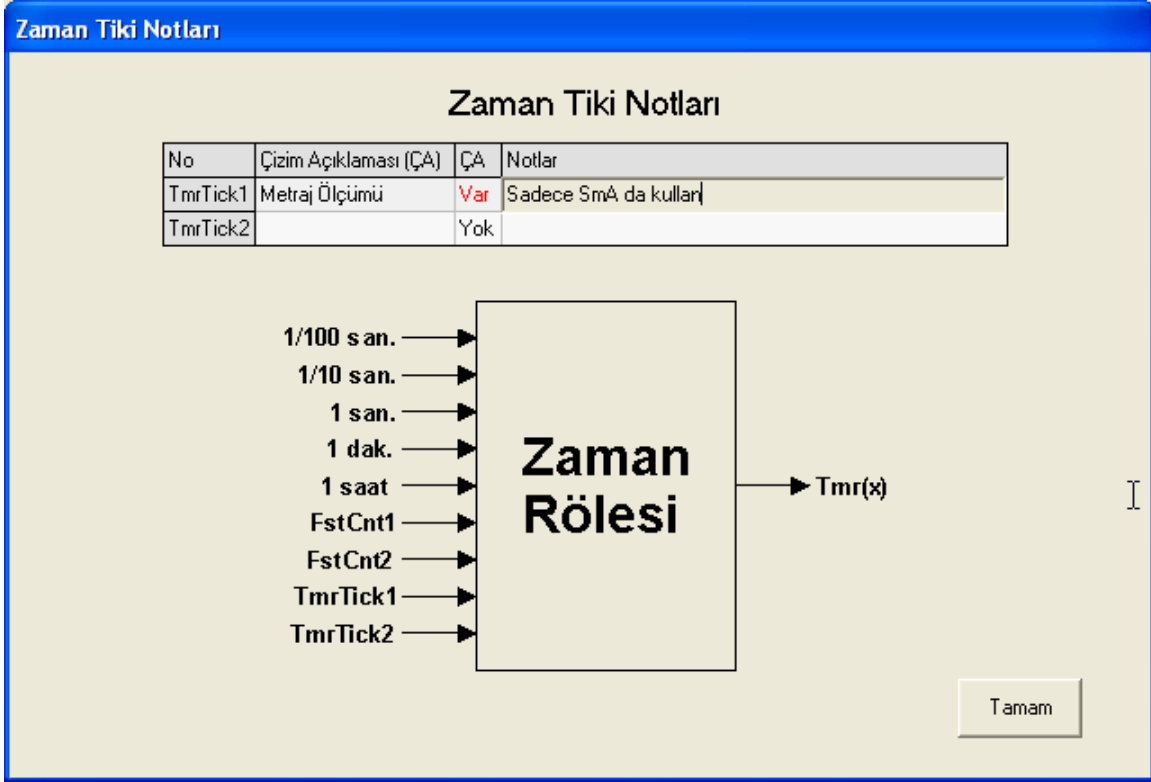 Zaman Tiki Notları
Zaman Tiki Notları
No Çizim Açıklaması (ÇA) ÇA Notlar
TmrTick1 Metraj Ölçümü Var Sadece SmA da kullan
TmrTick2 Yok
1/100 san.
1/10 san.
1 san.
1 dak.
1 saat
FstCnt1
FstCnt2
TmrTick1
TmrTick2
Zaman
Rölesi
Tmr(x)
Tamam